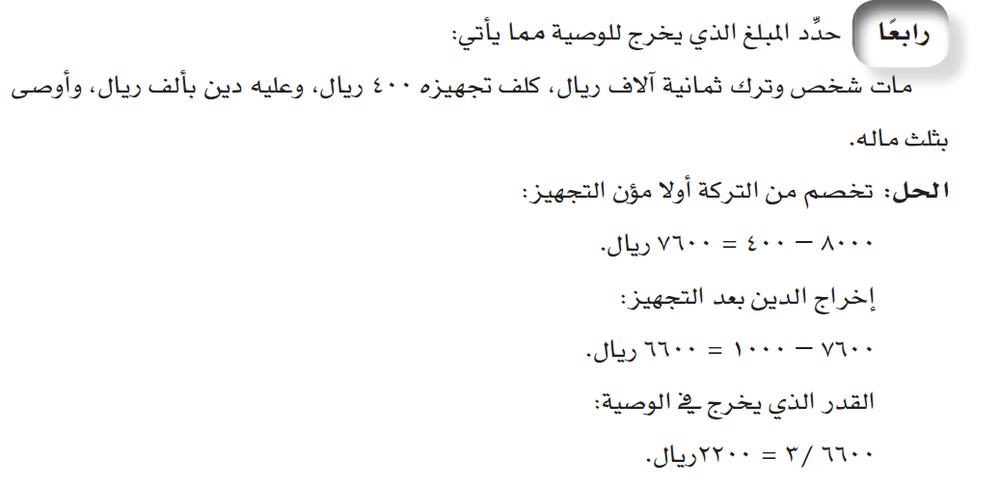 رابعًا حدِّد المبلغ الذي يخرج للوصية مما يأتي:
مات شخص وترك ثمانية آلاف ريال، كلف تجهيزه ٤٠٠ ريال، وعليه دين بألف ريال، وأوصى
بثلث ماله.
الحل: تخصم من التركة أولا مؤن التجهيز:
٨٠٠٠ – ٤٠٠ = ٧٦٠٠ ريال.
إخراج الدين بعد التجهيز:
٧٦٠٠ – ١٠٠٠ = ٦٦٠٠ ريال.
القدر الذي يخرج في الوصية:
٦٦٠٠ / ٣ = ٢٢٠٠ريال.